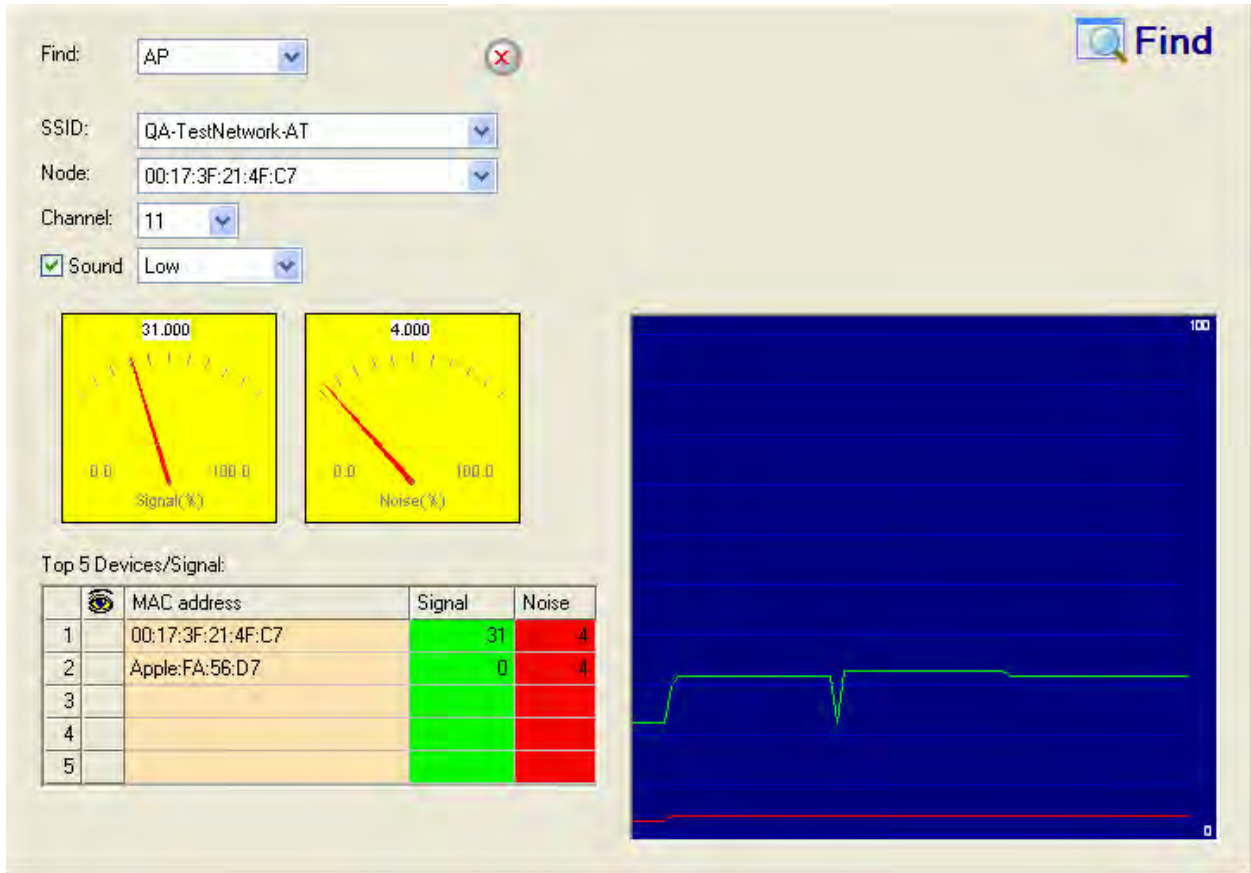 Find: AP
Find
SSID: QA-TestNetwork-AT
Node: 00:17:3F:21:4F:C7
Channel: 11
Sound Low
31.000
0.0 100.0
Signal(%)
4.000
0.0 100.0
Noise(%)
100
0
Top 5 Devices/Signal:
MAC address Signal Noise
1 00:17:3F:21:4F:C7 31 4
2 Apple:FA:56:D7 0 4
3
4
5